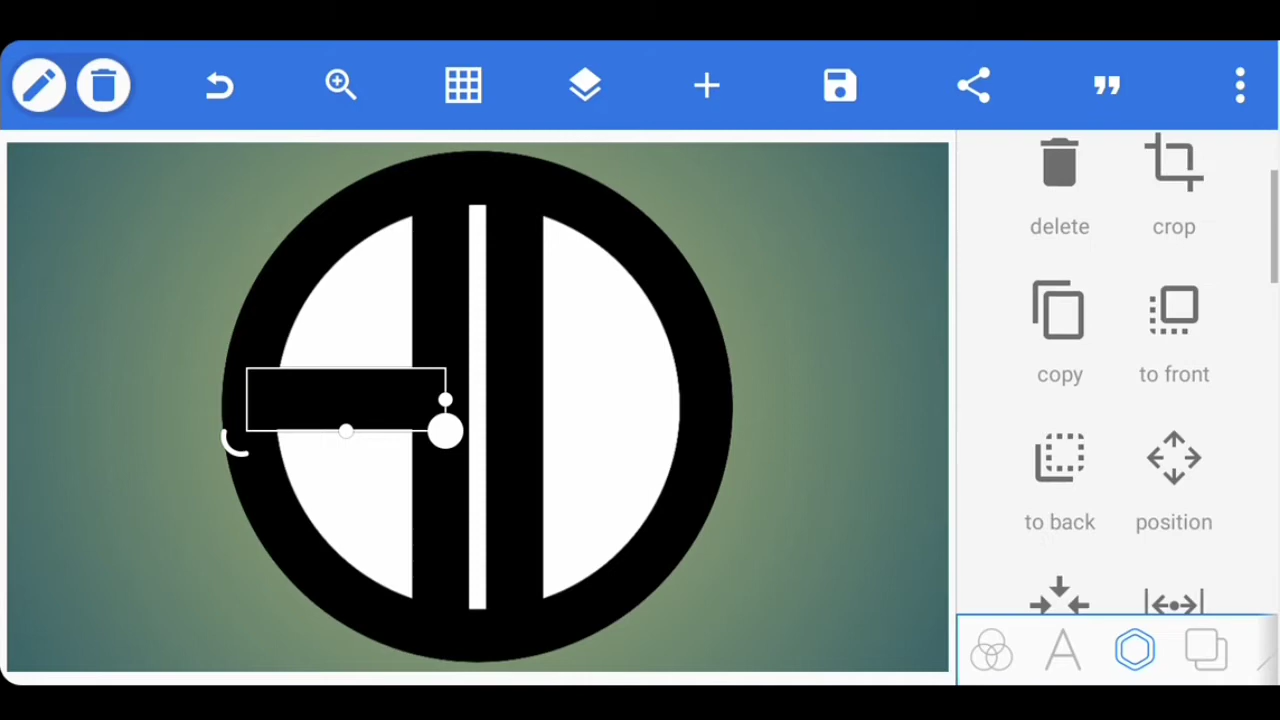 delete
crop
copy
to front
to back
position